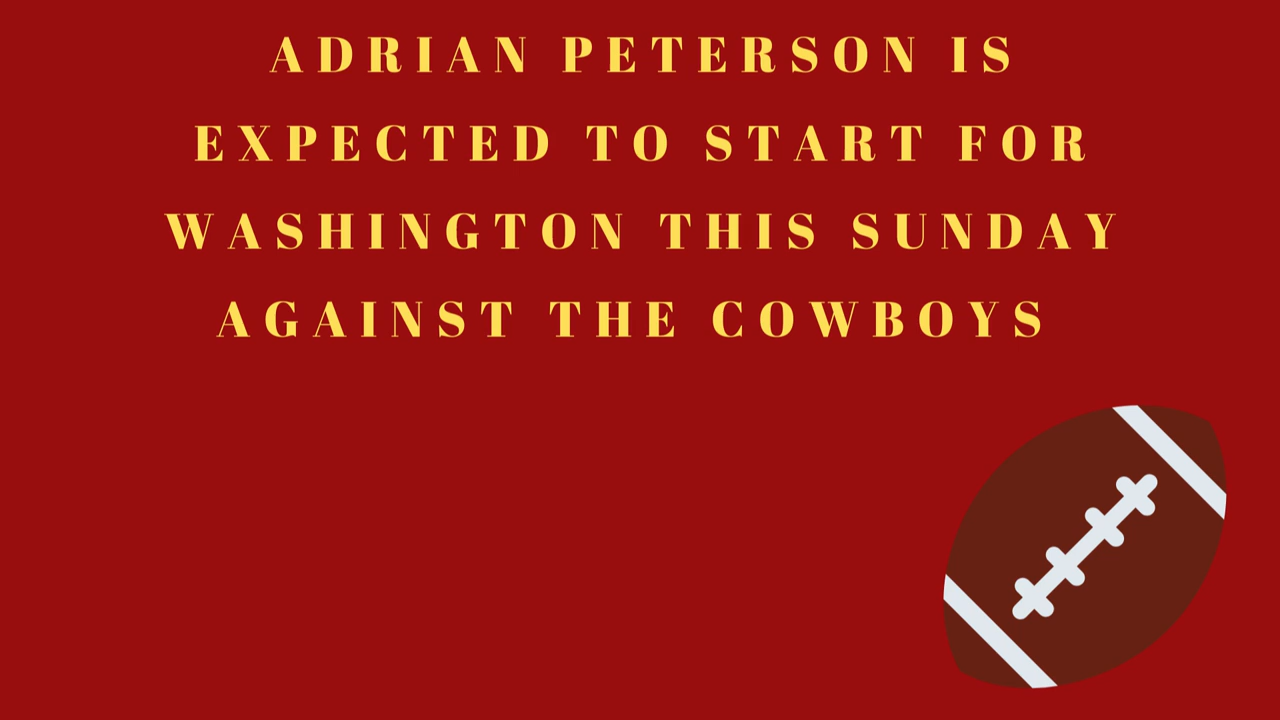 ADRIAN PETERSON IS
EXPECTED TO START FOR
WASHINGTON THIS SUNDAY
AGAINST THE COWBOYS